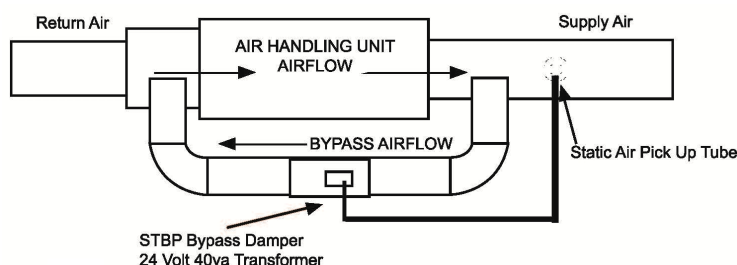 Return Air
Supply Air
AIR HANDLING UNIT
AIRFLOW
BYPASS AIRFLOW
Static Air Pick Up Tube
STBP Bypass Damper
24 Volt 40va Transformer